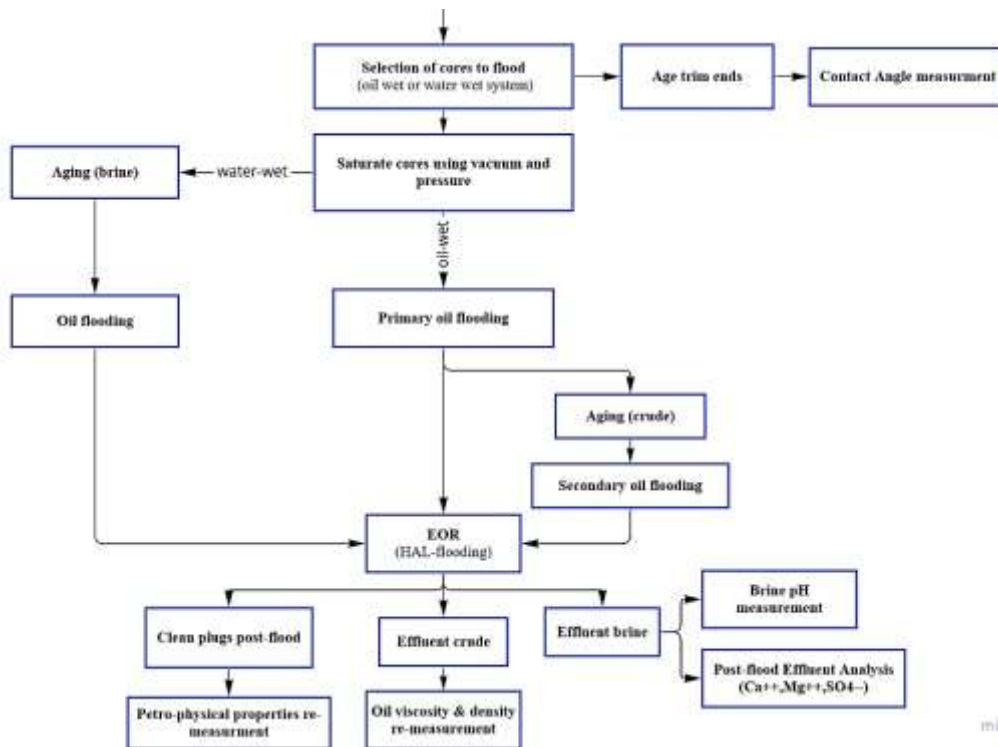 Selection of cores to flood
(oil wet or water wet system)
Age trim ends
Contact Angle measurment
Aging (brine)
water-wet
Saturate cores using vacuum and
pressure
oil-wet
Oil flooding
Primary oil flooding
Aging (crude)
Secondary oil flooding
EOR
(HAL-flooding)
Clean plugs post-flood
Effluent crude
Effluent brine
Brine pH
measurement
Post-flood Effluent Analysis
(Ca++,Mg++,SO4--)
Petro-physical properties re-
measurment
Oil viscosity & density
re-measurement
mi